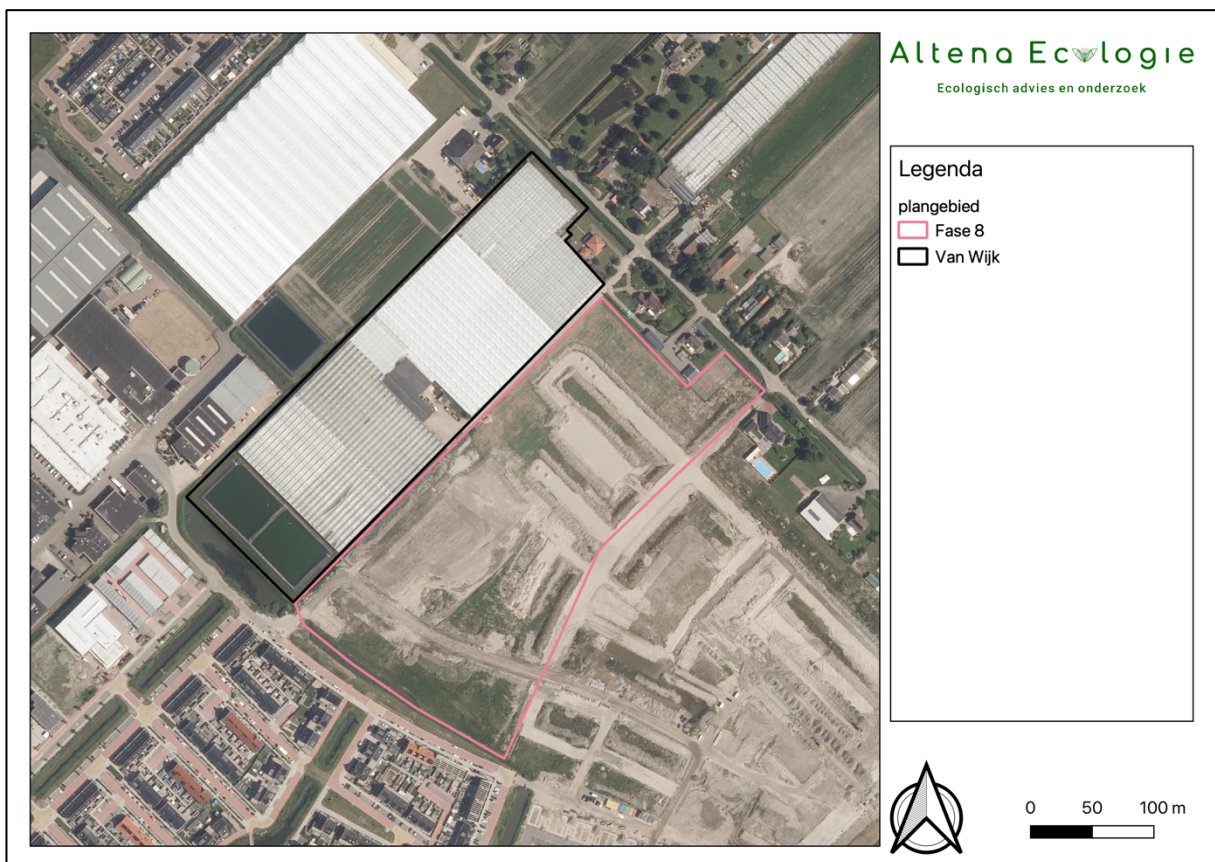 Altena Ecologie
Ecologisch advies en onderzoek
Legenda
plangebied
Fase 8
Van Wijk
0 50 100 m